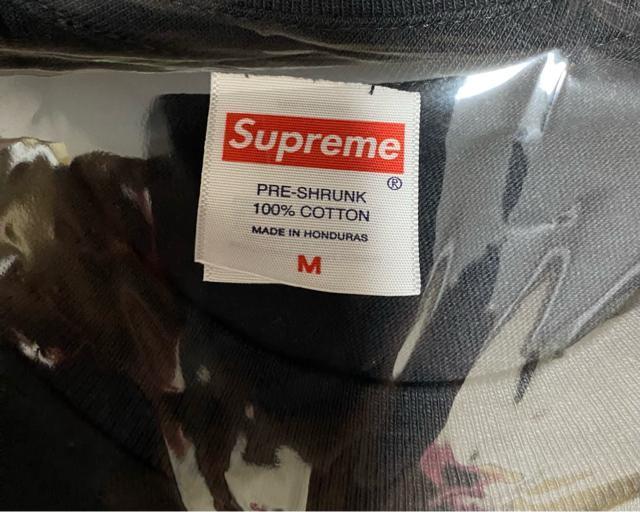 Supreme
®
PRE-SHRUNK
100% COTTON
MADE IN HONDURAS
M